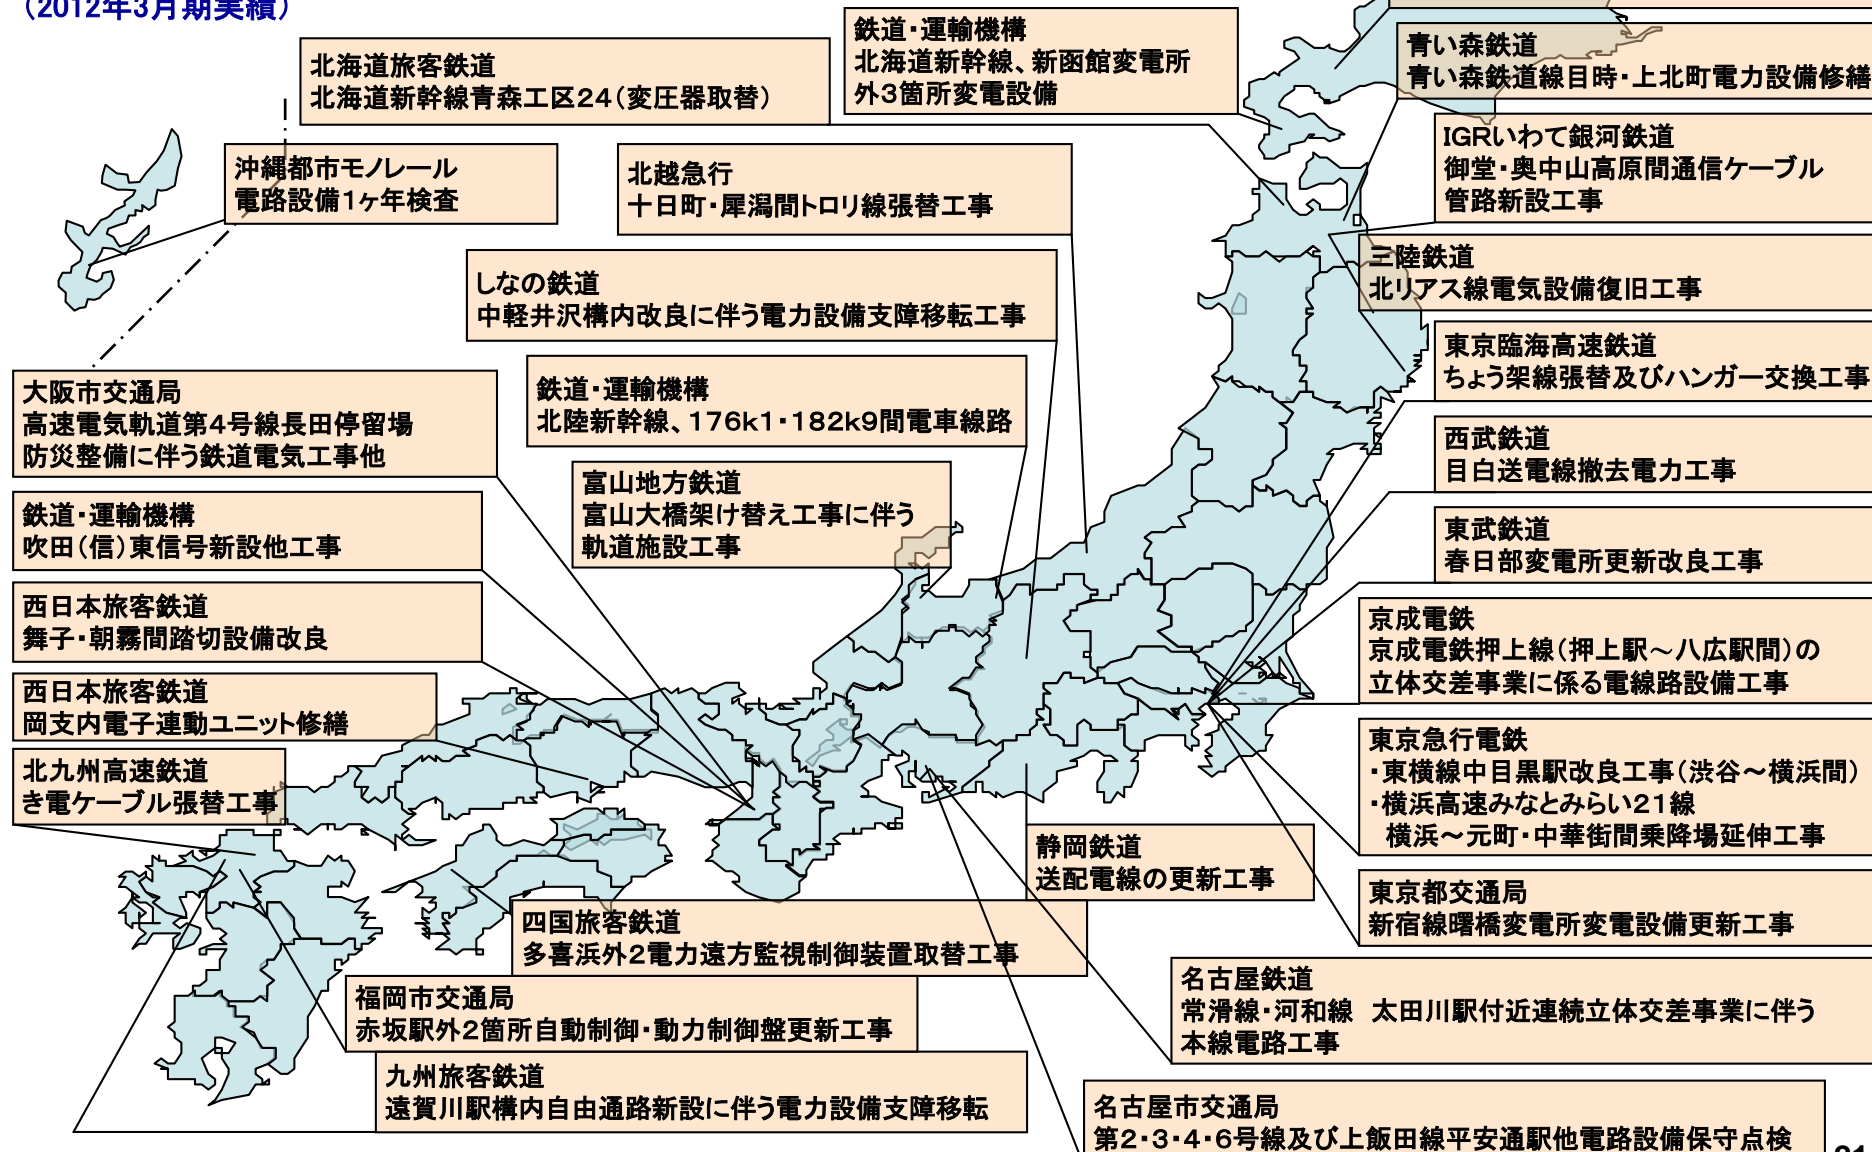 （2012年3月期実績）
鉄道・運輸機構
北海道新幹線、新函館変電所
外3箇所変電設備
青い森鉄道
青い森鉄道線目時・上北町電力設備修繕
北海道旅客鉄道
北海道新幹線青森工区24（変圧器取替）
IGRいわて銀河鉄道
御堂・奥中山高原間通信ケーブル
管路新設工事
沖縄都市モノレール
電路設備1ヶ年検査
北越急行
十日町・犀潟間トロリ線張替工事
三陸鉄道
北リアス線電気設備復旧工事
しなの鉄道
中軽井沢構内改良に伴う電力設備支障移転工事
東京臨海高速鉄道
ちょう架線張替及びハンガー交換工事
大阪市交通局
高速電気軌道第4号線長田停留場
防災整備に伴う鉄道電気工事他
鉄道・運輸機構
北陸新幹線、176k1・182k9間電車線路
西武鉄道
目白送電線撤去電力工事
富山地方鉄道
富山大橋架け替え工事に伴う
軌道施設工事
鉄道・運輸機構
吹田（信）東信号新設他工事
東武鉄道
春日部変電所更新改良工事
西日本旅客鉄道
舞子・朝霧間踏切設備改良
京成電鉄
京成電鉄押上線（押上駅～八広駅間）の
立体交差事業に係る電線路設備工事
西日本旅客鉄道
岡支内電子連動ユニット修繕
東京急行電鉄
・東横線中目黒駅改良工事（渋谷～横浜間）
・横浜高速みなとみらい21線
横浜～元町・中華街間乗降場延伸工事
北九州高速鉄道
き電ケーブル張替工事
静岡鉄道
送配電線の更新工事
東京都交通局
新宿線曙橋変電所変電設備更新工事
四国旅客鉄道
多喜浜外2電力遠方監視制御装置取替工事
名古屋鉄道
常滑線・河和線　太田川駅付近連続立体交差事業に伴う
本線電路工事
福岡市交通局
赤坂駅外2箇所自動制御・動力制御盤更新工事
九州旅客鉄道
遠賀川駅構内自由通路新設に伴う電力設備支障移転
名古屋市交通局
第2・3・4・6号線及び上飯田線平安通駅他電路設備保守点検